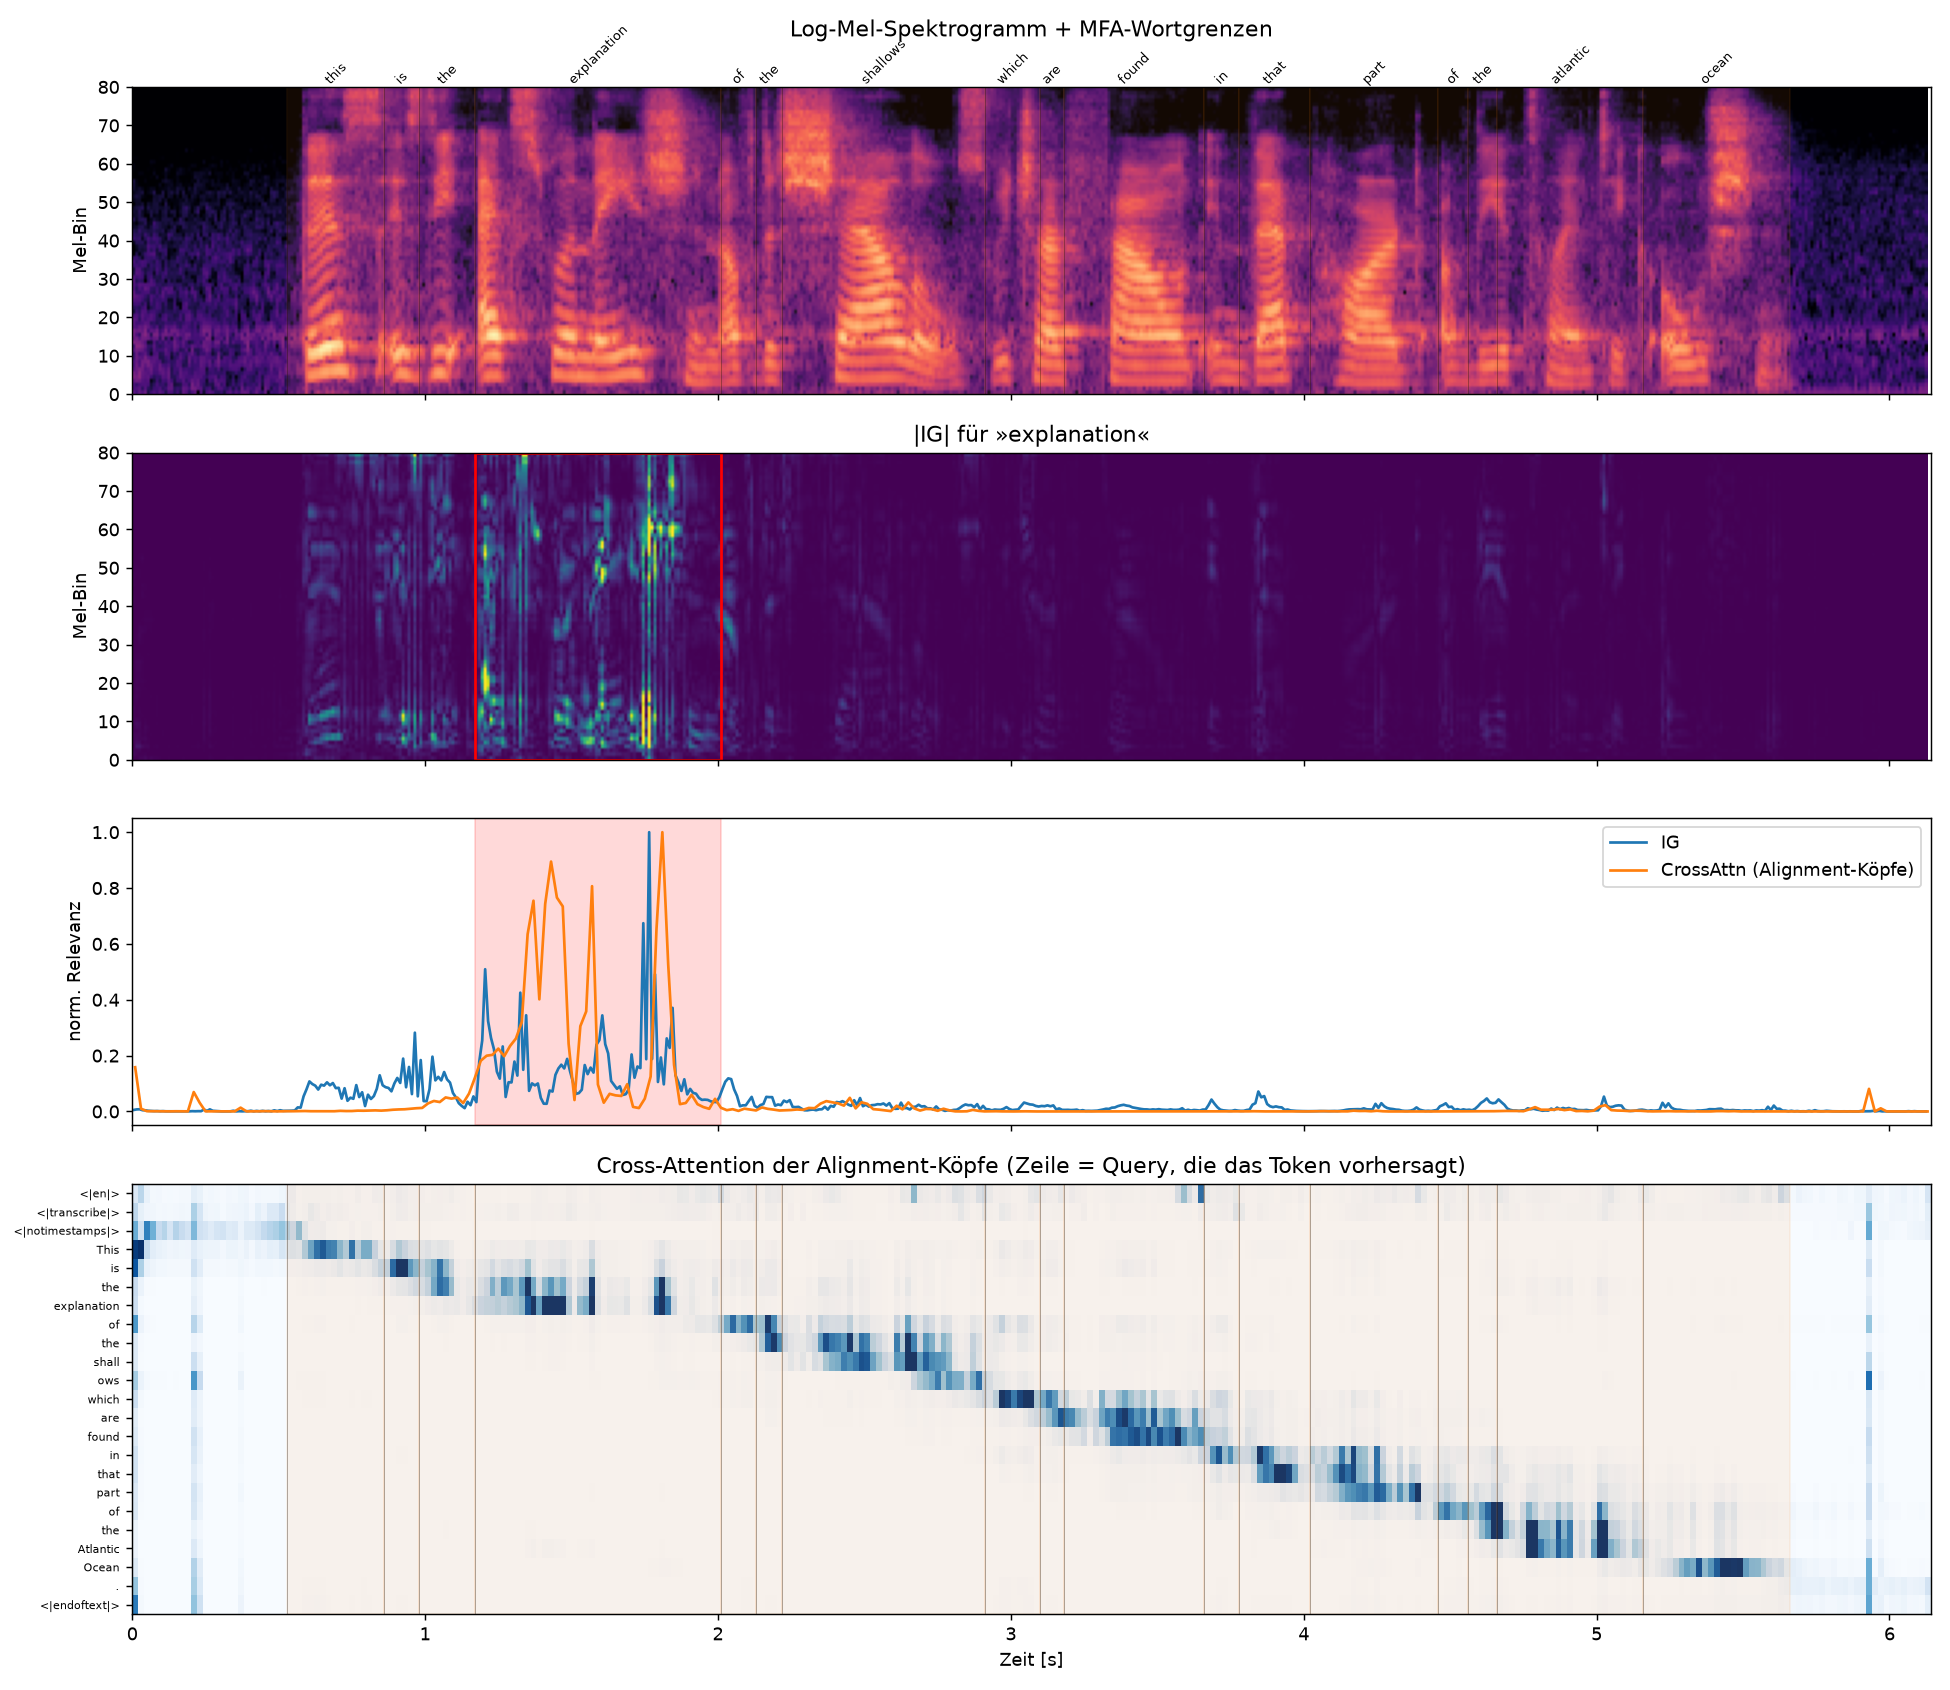 Log-Mel-Spektrogramm + MFA-Wortgrenzen
this is the explanation of the shallows which are found in that part of the atlantic ocean
80
70
60
50
40
30
20
10
0
Mel-Bin
|IG| für »explanation«
80
70
60
50
40
30
20
10
0
Mel-Bin
1.0
0.8
0.6
0.4
0.2
0.0
norm. Relevanz
IG
CrossAttn (Alignment-Köpfe)
Cross-Attention der Alignment-Köpfe (Zeile = Query, die das Token vorhersagt)
<|en|>
<|transcribe|>
<|notimestamps|>
This
is
the
explanation
of
the
shall
ows
which
are
found
in
that
part
of
the
Atlantic
Ocean
.
<|endoftext|>
0 1 2 3 4 5 6
Zeit [s]